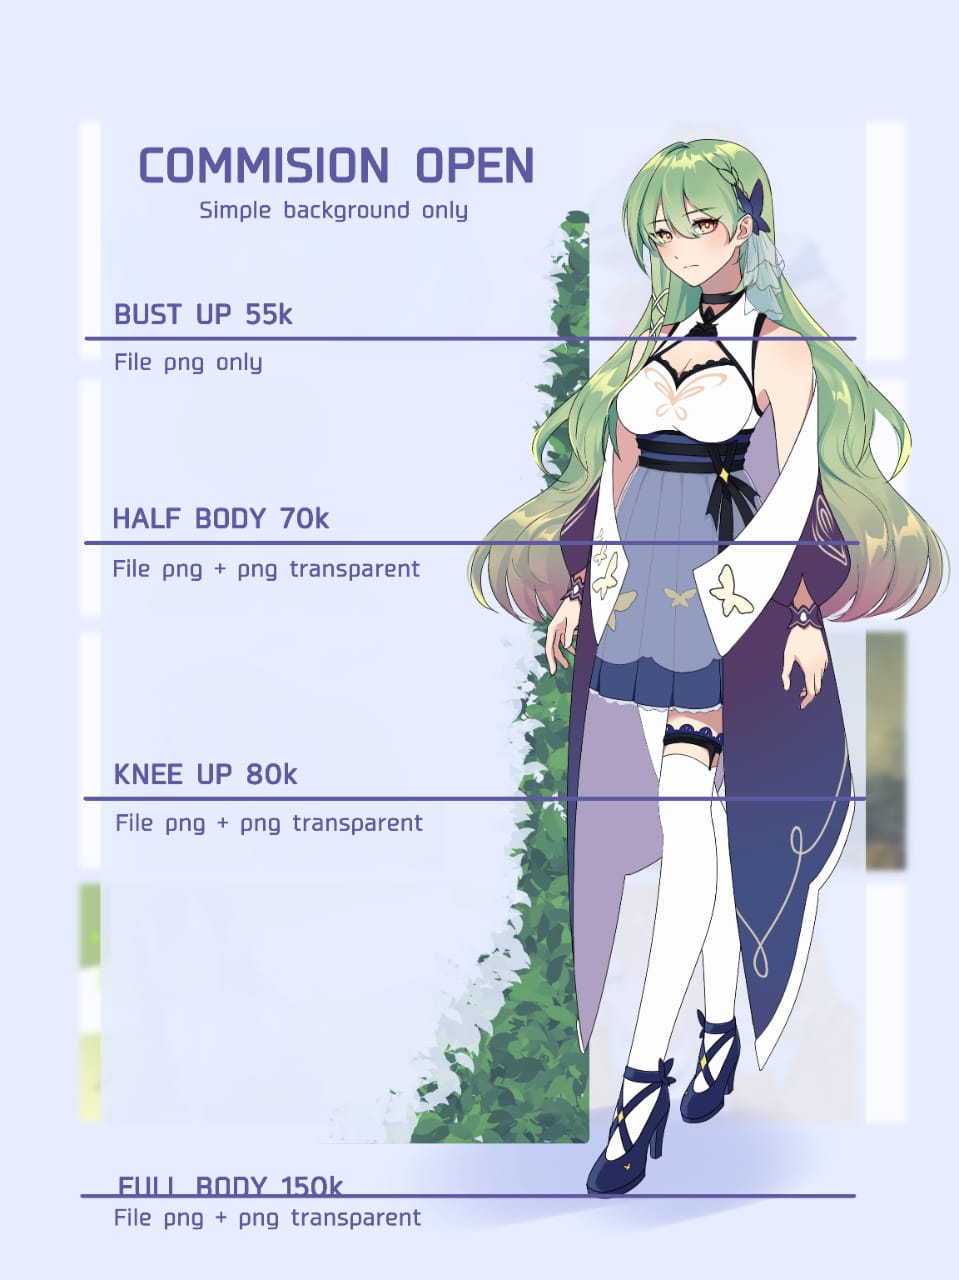 COMMISION OPEN
Simple background only
BUST UP 55k
File png only
HALF BODY 70k
File png + png transparent
KNEE UP 80k
File png + png transparent
FULL BODY 150k
File png + png transparent